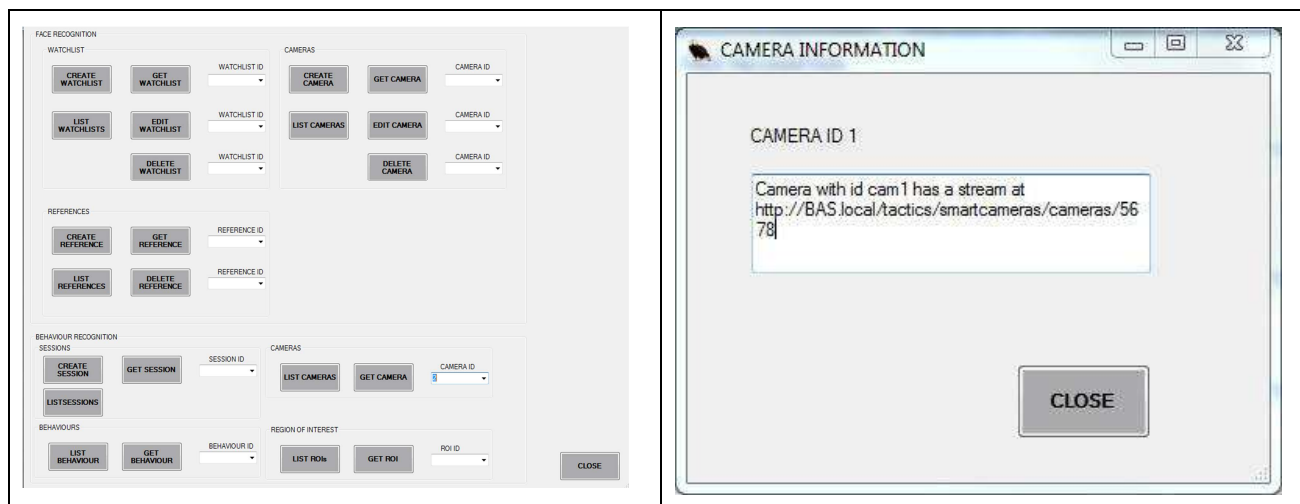 FACE RECOGNITION
WATCHLIST
CREATE
WATCHLIST
GET
WATCHLIST
WATCHLIST ID
LIST
WATCHLISTS
EDIT
WATCHLIST
WATCHLIST ID
DELETE
WATCHLIST
WATCHLIST ID
CAMERAS
CREATE
CAMERA
GET CAMERA
CAMERA ID
LIST CAMERAS
EDIT CAMERA
CAMERA ID
DELETE
CAMERA
CAMERA ID
REFERENCES
CREATE
REFERENCE
GET
REFERENCE
REFERENCE ID
LIST
REFERENCES
DELETE
REFERENCE
REFERENCE ID
BEHAVIOUR RECOGNITION
SESSIONS
CREATE
SESSION
GET SESSION
SESSION ID
LISTSESSIONS
CAMERAS
LIST CAMERAS
GET CAMERA
CAMERA ID
BEHAVIOURS
LIST
BEHAVIOUR
GET
BEHAVIOUR
BEHAVIOUR ID
REGION OF INTEREST
LIST ROIs
GET ROI
ROI ID
CLOSE
CAMERA INFORMATION
CAMERA ID 1
Camera with id cam1 has a stream at
http://BAS.local/tactics/smartcameras/cameras/56
78
CLOSE